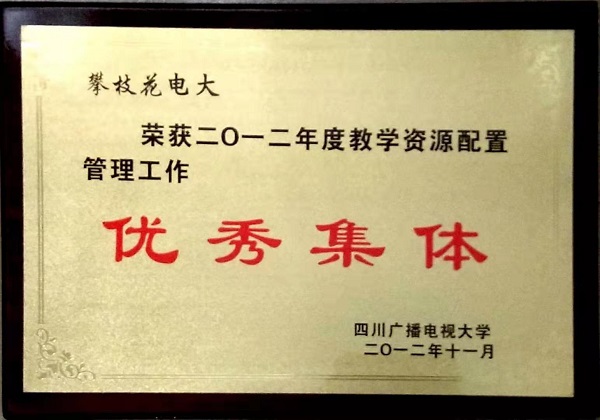 攀枝花电大
荣获二〇一二年度教学资源配置
管理工作
优秀集体
四川广播电视大学
二〇一二年十一月